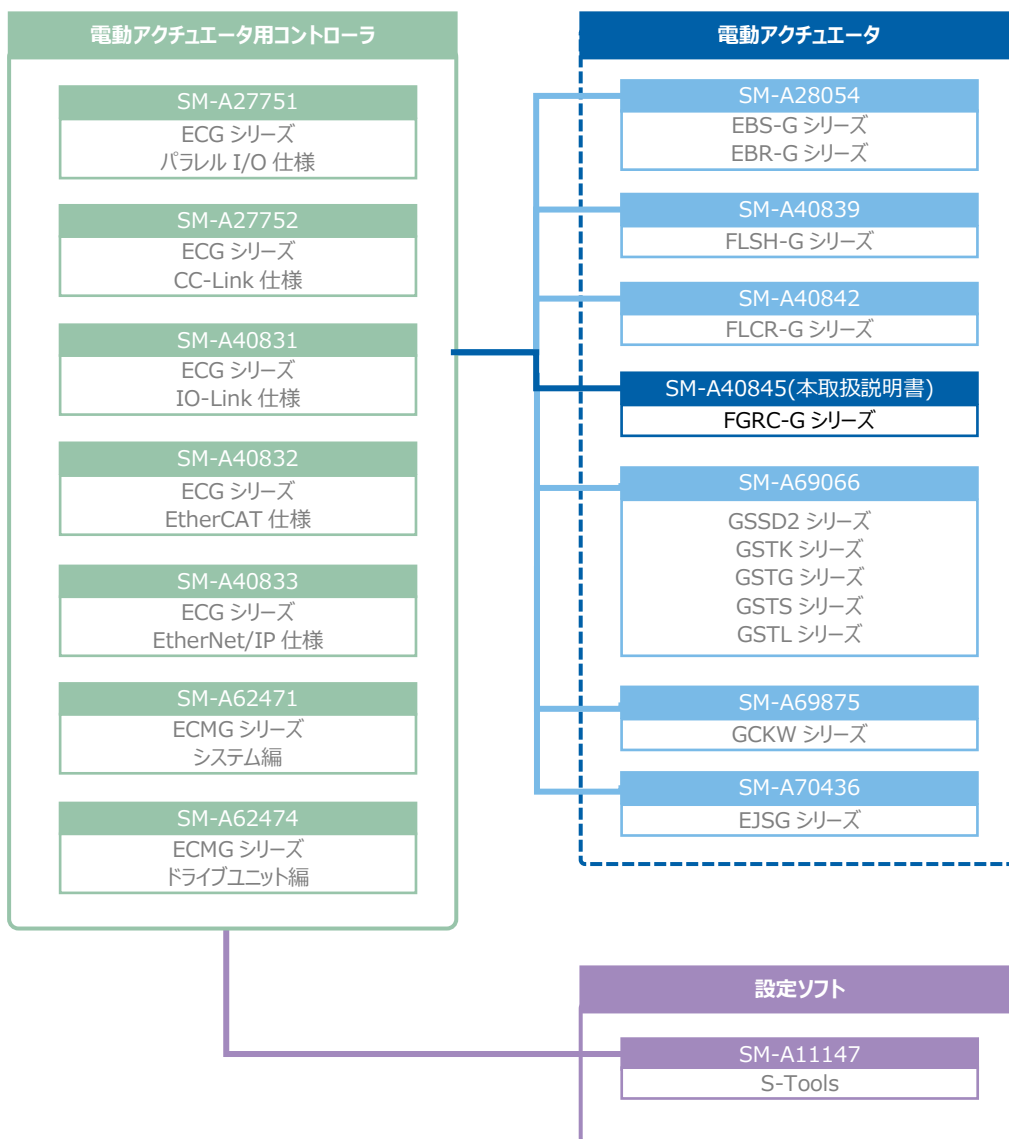 電動アクチュエータ用コントローラ
SM-A27751
ECG シリーズ
パラレル I/O 仕様
SM-A27752
ECG シリーズ
CC-Link 仕様
SM-A40831
ECG シリーズ
IO-Link 仕様
SM-A40832
ECG シリーズ
EtherCAT 仕様
SM-A40833
ECG シリーズ
EtherNet/IP 仕様
SM-A62471
ECMG シリーズ
システム編
SM-A62474
ECMG シリーズ
ドライブユニット編
電動アクチュエータ
SM-A28054
EBS-G シリーズ
EBR-G シリーズ
SM-A40839
FLSH-G シリーズ
SM-A40842
FLCR-G シリーズ
SM-A40845(本取扱説明書)
FGRC-G シリーズ
SM-A69066
GSSD2 シリーズ
GSTK シリーズ
GSTG シリーズ
GSTS シリーズ
GSTL シリーズ
SM-A69875
GCKW シリーズ
SM-A70436
EJSG シリーズ
設定ソフト
SM-A11147
S-Tools